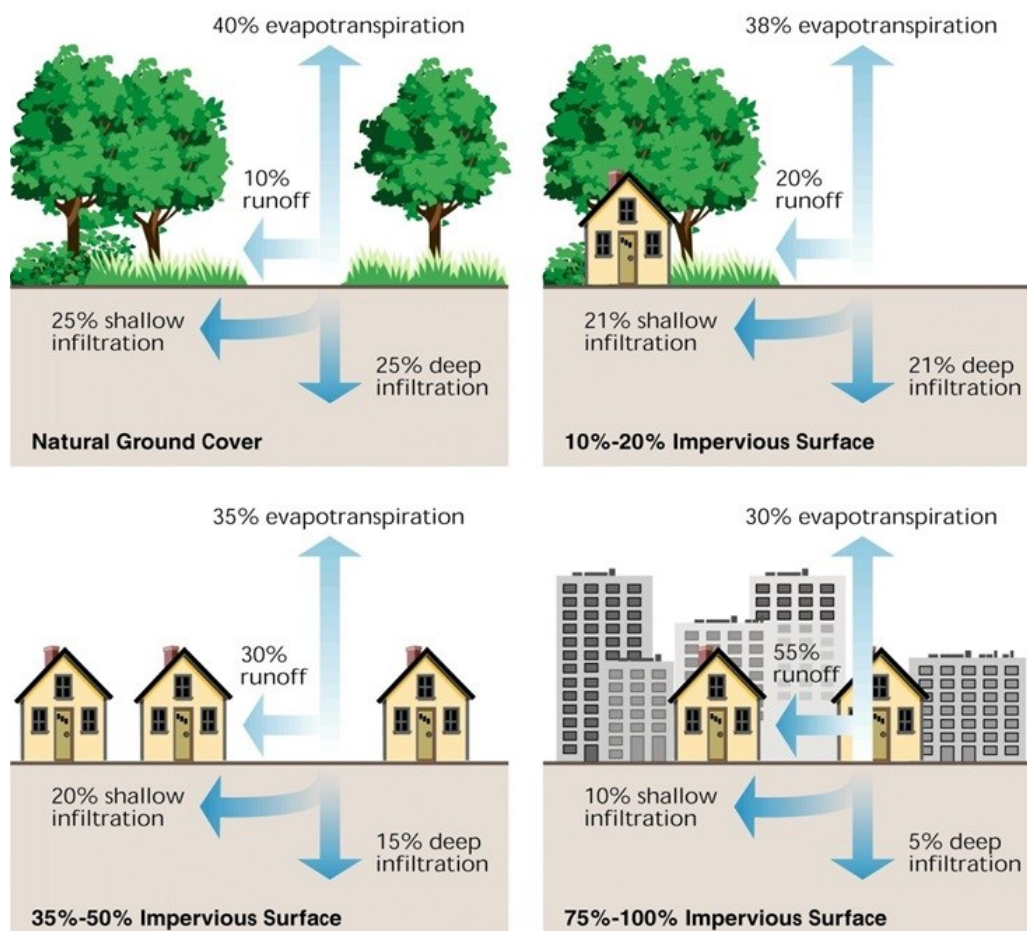 40% evapotranspiration
10%
runoff
25% shallow
infiltration
25% deep
infiltration
Natural Ground Cover
38% evapotranspiration
20%
runoff
21% shallow
infiltration
21% deep
infiltration
10%-20% Impervious Surface
35% evapotranspiration
30%
runoff
20% shallow
infiltration
15% deep
infiltration
35%-50% Impervious Surface
30% evapotranspiration
55%
runoff
10% shallow
infiltration
5% deep
infiltration
75%-100% Impervious Surface